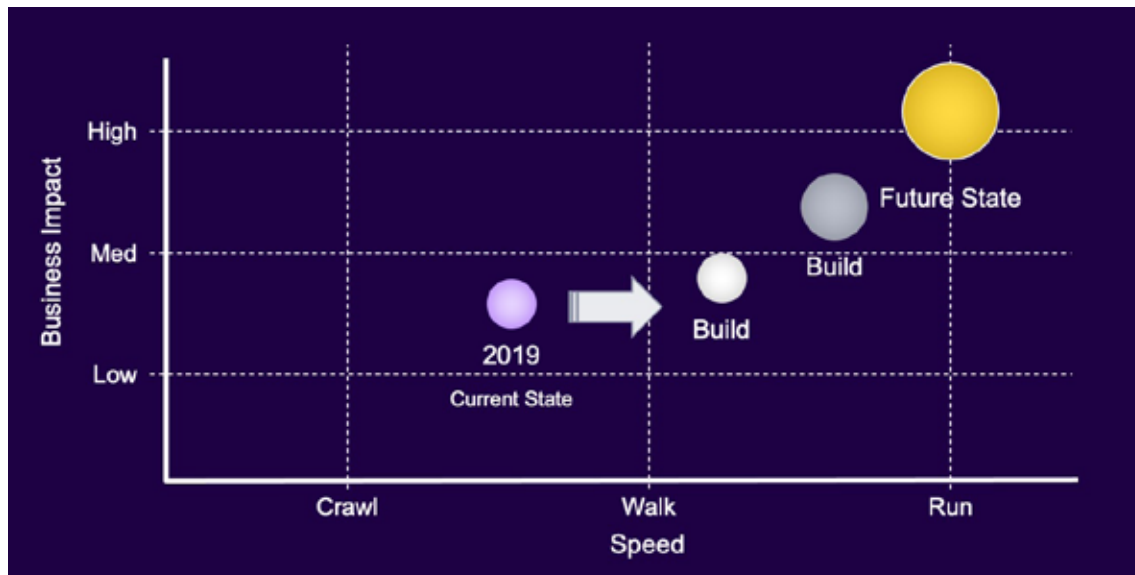 High
Future State
Med
Build
Build
2019
Low
Current State
Business Impact
Crawl
Walk
Run
Speed